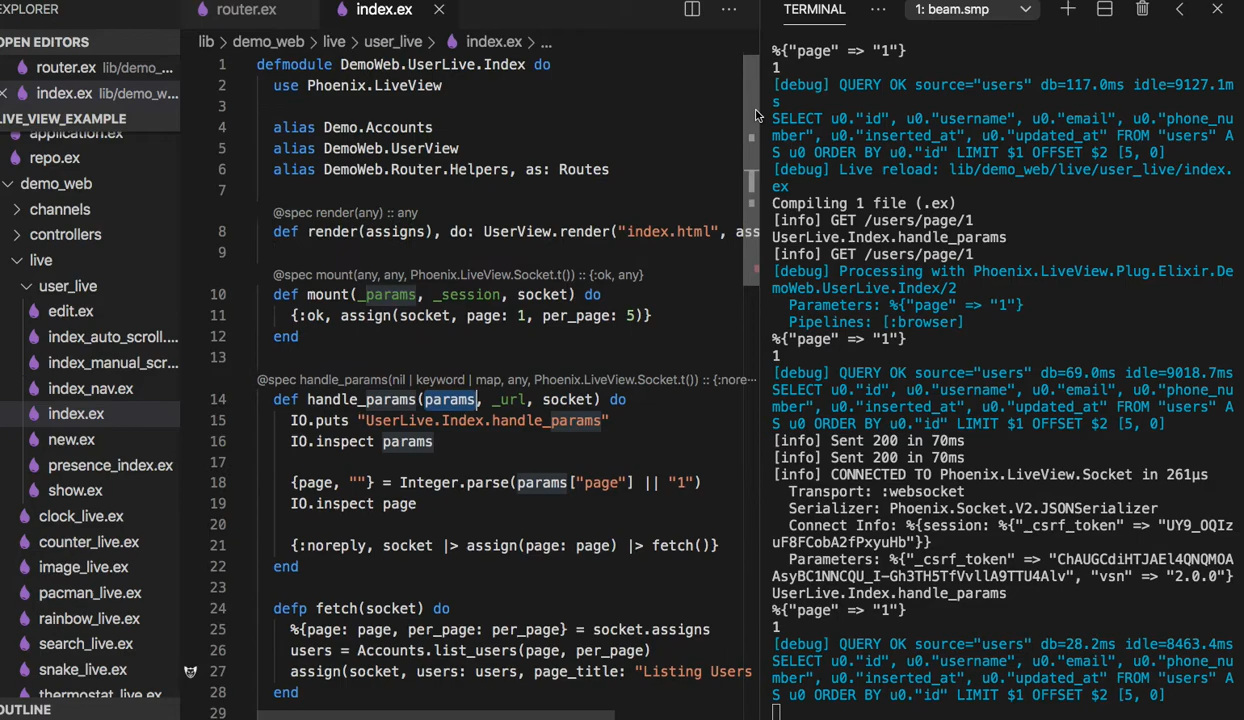 EXPLORER
OPEN EDITORS
router.ex lib/demo_...
index.ex lib/demo_w...
LIVE_VIEW_EXAMPLE
application.ex
repo.ex
demo_web
channels
controllers
live
user_live
edit.ex
index_auto_scroll....
index_manual_scr...
index_nav.ex
index.ex
new.ex
presence_index.ex
show.ex
clock_live.ex
counter_live.ex
image_live.ex
pacman_live.ex
rainbow_live.ex
search_live.ex
snake_live.ex
thermostat_live.ex
OUTLINE
router.ex
index.ex
lib > demo_web > live > user_live > index.ex > ...
1 defmodule DemoWeb.UserLive.Index do
2 use Phoenix.LiveView
3
4 alias Demo.Accounts
5 alias DemoWeb.UserView
6 alias DemoWeb.Router.Helpers, as: Routes
7
@spec render(any) :: any
8 def render(assigns), do: UserView.render("index.html", ass
9
@spec mount(any, any, Phoenix.LiveView.Socket.t()) :: {:ok, any}
10 def mount(_params, _session, socket) do
11 {:ok, assign(socket, page: 1, per_page: 5)}
12 end
13
@spec handle_params(nil | keyword | map, any, Phoenix.LiveView.Socket.t()) :: {:nore...
14 def handle_params(params, _url, socket) do
15 IO.puts "UserLive.Index.handle_params"
16 IO.inspect params
17
18 {page, ""} = Integer.parse(params["page"] || "1")
19 IO.inspect page
20
21 {:noreply, socket |> assign(page: page) |> fetch()}
22 end
23
24 defp fetch(socket) do
25 %{page: page, per_page: per_page} = socket.assigns
26 users = Accounts.list_users(page, per_page)
27 assign(socket, users: users, page_title: "Listing Users
28 end
29
TERMINAL ... 1: beam.smp
%{"page" => "1"}
1
[debug] QUERY OK source="users" db=117.0ms idle=9127.1m
s
SELECT u0."id", u0."username", u0."email", u0."phone_nu
mber", u0."inserted_at", u0."updated_at" FROM "users" A
S u0 ORDER BY u0."id" LIMIT $1 OFFSET $2 [5, 0]
[debug] Live reload: lib/demo_web/live/user_live/index.
ex
Compiling 1 file (.ex)
[info] GET /users/page/1
UserLive.Index.handle_params
[info] GET /users/page/1
[debug] Processing with Phoenix.LiveView.Plug.Elixir.De
moWeb.UserLive.Index/2
Parameters: %{"page" => "1"}
Pipelines: [:browser]
%{"page" => "1"}
1
[debug] QUERY OK source="users" db=69.0ms idle=9018.7ms
SELECT u0."id", u0."username", u0."email", u0."phone_nu
mber", u0."inserted_at", u0."updated_at" FROM "users" A
S u0 ORDER BY u0."id" LIMIT $1 OFFSET $2 [5, 0]
[info] Sent 200 in 70ms
[info] Sent 200 in 70ms
[info] CONNECTED TO Phoenix.LiveView.Socket in 261µs
Transport: :websocket
Serializer: Phoenix.Socket.V2.JSONSerializer
Connect Info: %{session: %{"_csrf_token" => "UY9_OQIz
uF8FCobA2fPxyuHb"}}
Parameters: %{"_csrf_token" => "ChAUGCdiHTJAEl4QNQMOA
AsyBC1NNCQU_I-Gh3TH5TfVvllA9TTU4Alv", "vsn" => "2.0.0"}
UserLive.Index.handle_params
%{"page" => "1"}
1
[debug] QUERY OK source="users" db=28.2ms idle=8463.4ms
SELECT u0."id", u0."username", u0."email", u0."phone_nu
mber", u0."inserted_at", u0."updated_at" FROM "users" A
S u0 ORDER BY u0."id" LIMIT $1 OFFSET $2 [5, 0]